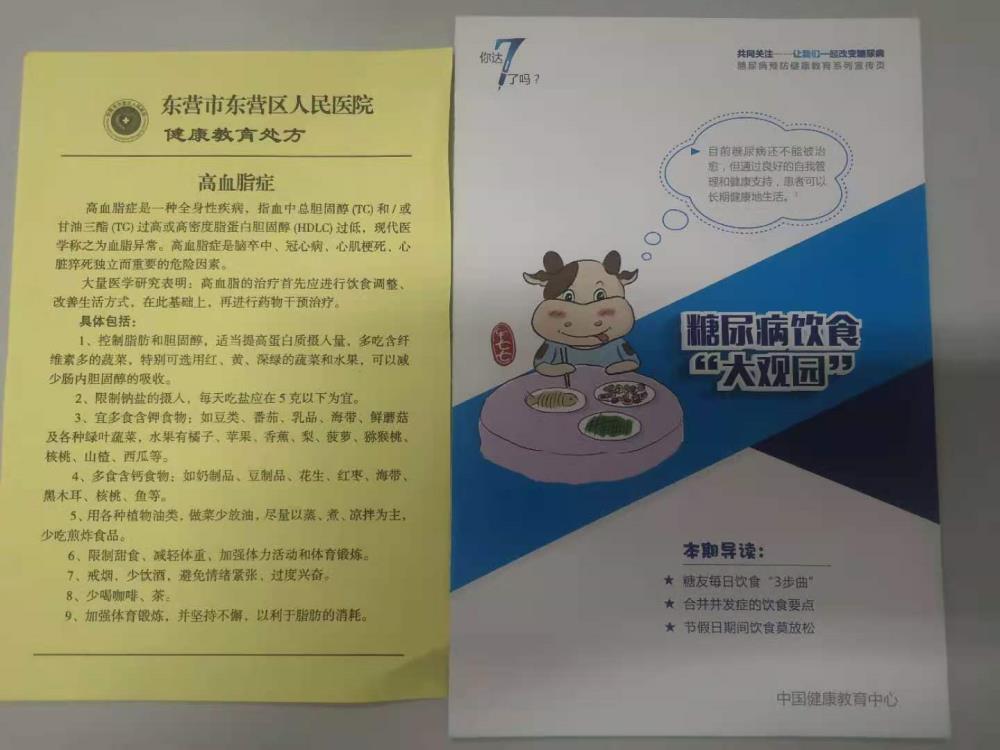 东营市东营区人民医院
健康教育处方
高血脂症
高血脂症是一种全身性疾病，指血中总胆固醇(TC)和/或
甘油三酯(TG)过高或高密度脂蛋白胆固醇(HDLC)过低，现代医
学称之为血脂异常。高血脂症是脑卒中、冠心病、心肌梗死、心
脏猝死独立而重要的危险因素。
大量医学研究表明：高血脂的治疗首先应进行饮食调整、
改善生活方式，在此基础上，再进行药物干预治疗。
具体包括：
1、控制脂肪和胆固醇，适当提高蛋白质摄入量，多吃含纤
维素多的蔬菜，特别可选用红、黄、深绿的蔬菜和水果，可以减
少肠内胆固醇的吸收。
2、限制钠盐的摄入，每天吃盐应在5克以下为宜。
3、宜多食含钾食物：如豆类、番茄、乳品、海带、鲜蘑菇
及各种绿叶蔬菜，水果有橘子、苹果、香蕉、梨、菠萝、猕猴桃、
核桃、山楂、西瓜等。
4、多食含钙食物：如奶制品、豆制品、花生、红枣、海带、
黑木耳、核桃、鱼等。
5、用各种植物油类，做菜少放油，尽量以蒸、煮、凉拌为主，
少吃煎炸食品。
6、限制甜食、减轻体重、加强体力活动和体育锻炼。
7、戒烟，少饮酒，避免情绪紧张、过度兴奋。
8、少喝咖啡、茶。
9、加强体育锻炼，并坚持不懈，以利于脂肪的消耗。
你达7了吗？
共同关注——让我们一起改变糖尿病
糖尿病预防健康教育系列宣传页
目前糖尿病还不能被治
愈，但通过良好的自我管
理和健康支持，患者可以
长期健康地生活。
糖尿病饮食
“大观园”
本期导读：
★ 糖友每日饮食“3步曲”
★ 合并并发症的饮食要点
★ 节假日期间饮食莫放松
中国健康教育中心